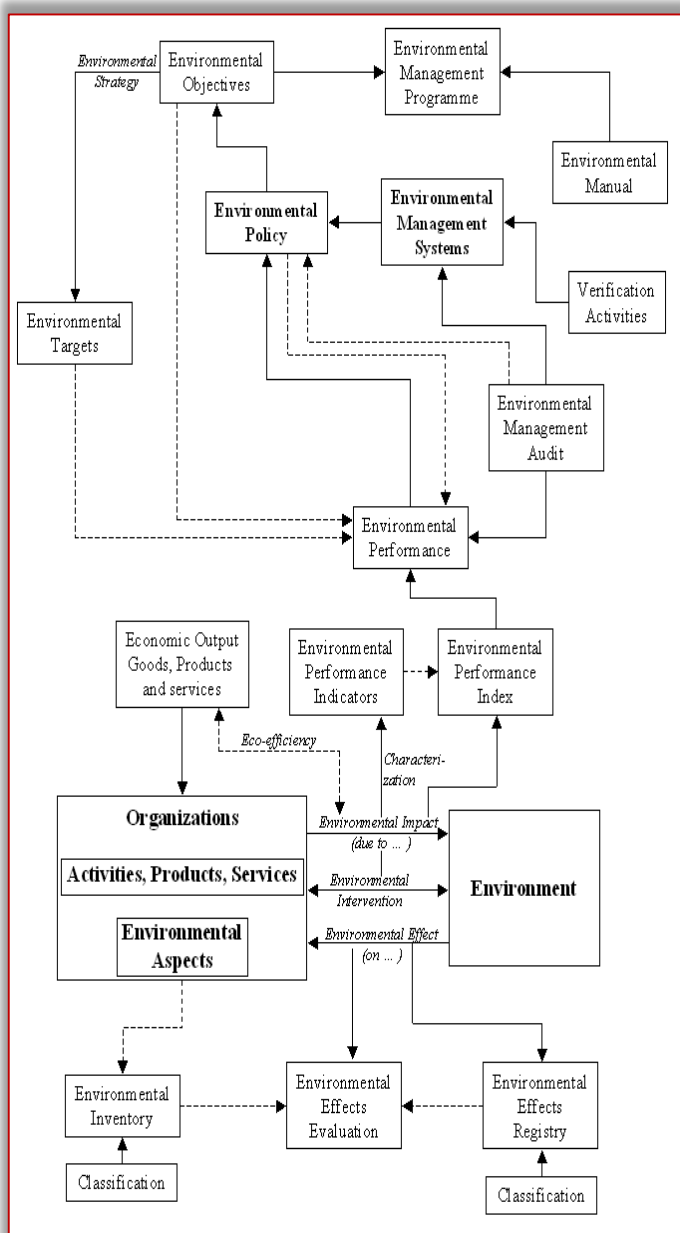 Environmental
Strategy
Environmental
Objectives
Environmental
Management
Programme
Environmental
Manual
Environmental
Policy
Environmental
Management
Systems
Verification
Activities
Environmental
Targets
Environmental
Management
Audit
Environmental
Performance
Economic Output
Goods, Products
and services
Environmental
Performance
Indicators
Environmental
Performance
Index
Eco-efficiency
Characteri-
zation
Organizations
Activities, Products, Services
Environmental
Aspects
Environmental Impact
(due to ... )
Environmental
Intervention
Environmental Effect
(on ... )
Environment
Environmental
Inventory
Environmental
Effects
Evaluation
Environmental
Effects
Registry
Classification
Classification